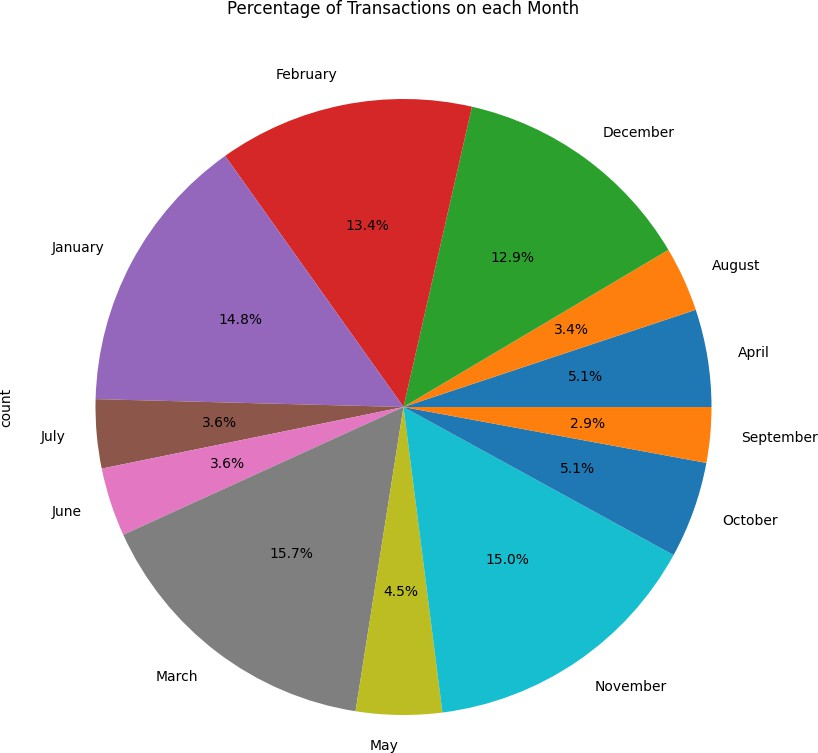 Percentage of Transactions on each Month
February
December
13.4%
12.9%
January
August
14.8%
3.4%
April
5.1%
count
July
3.6%
2.9%
September
3.6%
5.1%
June
October
15.7%
15.0%
4.5%
March
November
May